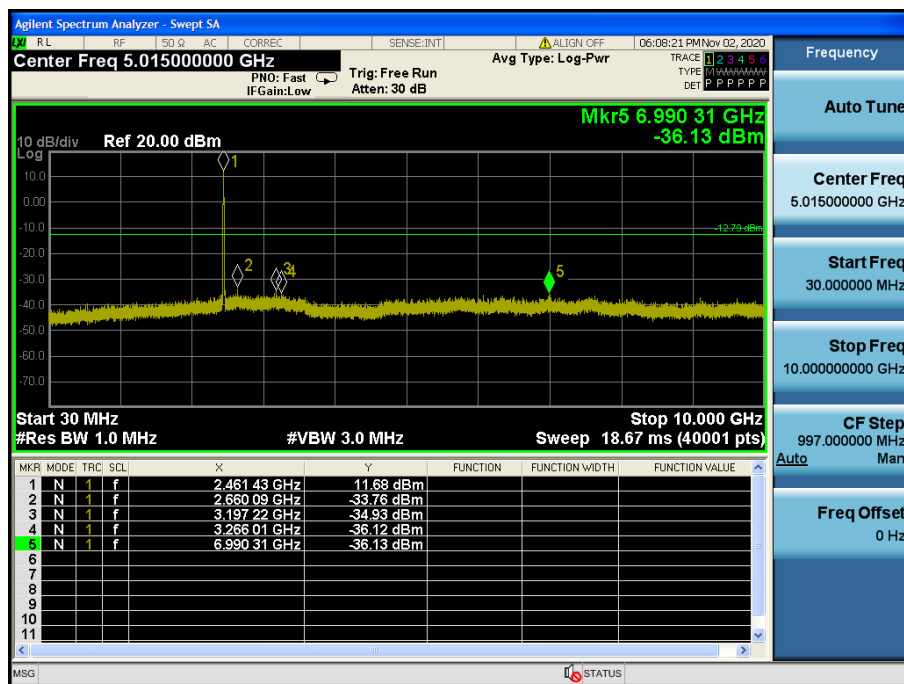 Agilent Spectrum Analyzer - Swept SA
LXI RL RF 50 Ω AC CORREC SENSE:INT ALIGN OFF 06:08:21 PM Nov 02, 2020
Center Freq 5.015000000 GHz
PNO: Fast
IFGain:Low
Trig: Free Run
Atten: 30 dB
Avg Type: Log-Pwr
TRACE 1 2 3 4 5 6
TYPE M W W W W W
DET P P P P P P
Mkr5 6.990 31 GHz
-36.13 dBm
10 dB/div Ref 20.00 dBm
Log
10.0
0.00
-10.0
-20.0
-30.0
-40.0
-50.0
-60.0
-70.0
1
2
3
4
5
-12.79 dBm
Start 30 MHz Stop 10.000 GHz
#Res BW 1.0 MHz #VBW 3.0 MHz Sweep 18.67 ms (40001 pts)
MKR MODE TRC SCL X Y FUNCTION FUNCTION WIDTH FUNCTION VALUE
1 N 1 f 2.461 43 GHz 11.68 dBm
2 N 1 f 2.660 09 GHz -33.76 dBm
3 N 1 f 3.197 22 GHz -34.93 dBm
4 N 1 f 3.266 01 GHz -36.12 dBm
5 N 1 f 6.990 31 GHz -36.13 dBm
6
7
8
9
10
11
MSG STATUS
Frequency
Auto Tune
Center Freq
5.015000000 GHz
Start Freq
30.000000 MHz
Stop Freq
10.000000000 GHz
CF Step
997.000000 MHz
Auto Man
Freq Offset
0 Hz